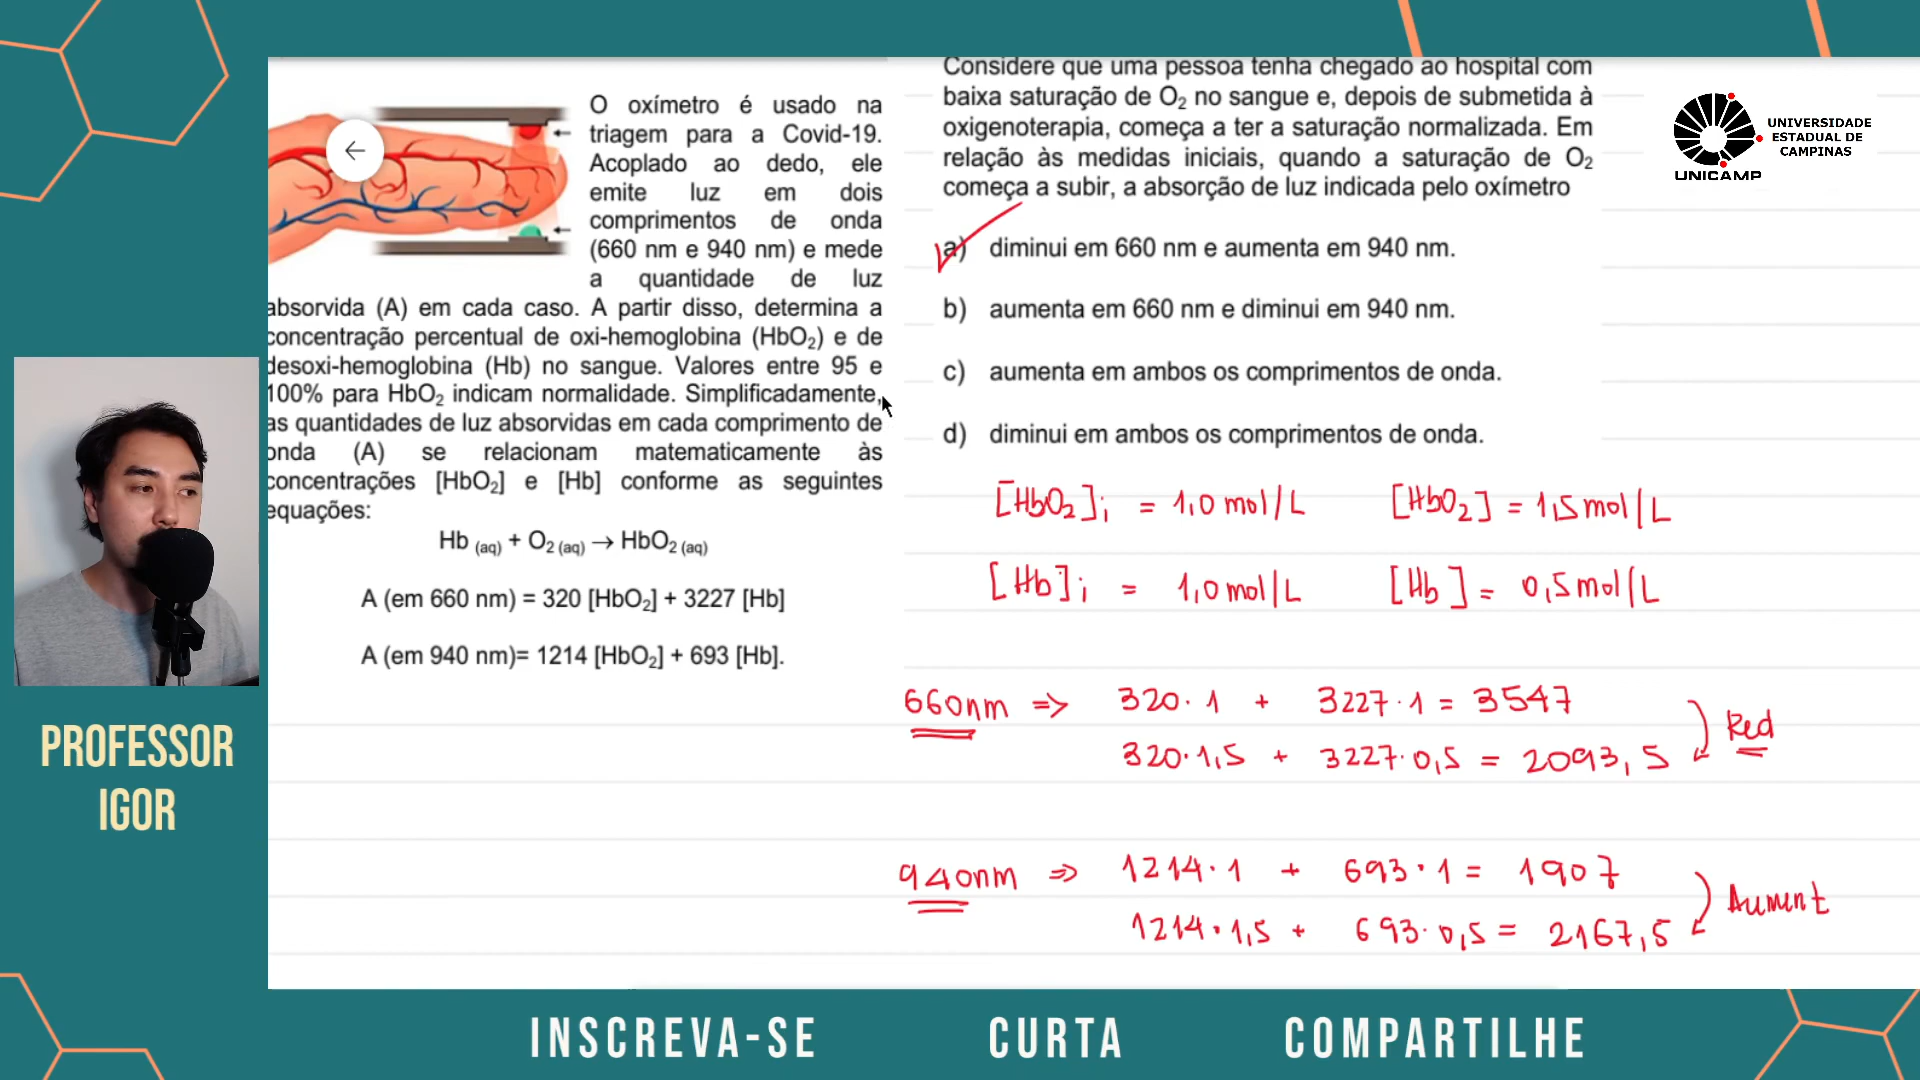 O oxímetro é usado na
triagem para a Covid-19.
Acoplado ao dedo, ele
emite luz em dois
comprimentos de onda
(660 nm e 940 nm) e mede
a quantidade de luz
absorvida (A) em cada caso. A partir disso, determina a
concentração percentual de oxi-hemoglobina (HbO₂) e de
desoxi-hemoglobina (Hb) no sangue. Valores entre 95 e
100% para HbO₂ indicam normalidade. Simplificadamente,
as quantidades de luz absorvidas em cada comprimento de
onda (A) se relacionam matematicamente às
concentrações [HbO₂] e [Hb] conforme as seguintes
equações:
Hb (aq) + O₂ (aq) → HbO₂ (aq)
A (em 660 nm) = 320 [HbO₂] + 3227 [Hb]
A (em 940 nm)= 1214 [HbO₂] + 693 [Hb].
Considere que uma pessoa tenha chegado ao hospital com
baixa saturação de O₂ no sangue e, depois de submetida à
oxigenoterapia, começa a ter a saturação normalizada. Em
relação às medidas iniciais, quando a saturação de O₂
começa a subir, a absorção de luz indicada pelo oxímetro
a) diminui em 660 nm e aumenta em 940 nm.
b) aumenta em 660 nm e diminui em 940 nm.
c) aumenta em ambos os comprimentos de onda.
d) diminui em ambos os comprimentos de onda.
[HbO₂]i = 1,0 mol/L [HbO₂] = 1,5 mol/L
[Hb]i = 1,0 mol/L [Hb] = 0,5 mol/L
660nm ⇒ 320·1 + 3227·1 = 3547
320·1,5 + 3227·0,5 = 2093,5
Red
940nm ⇒ 1214·1 + 693·1 = 1907
1214·1,5 + 693·0,5 = 2167,5
Aument
UNICAMP
UNIVERSIDADE
ESTADUAL DE
CAMPINAS
PROFESSOR
IGOR
INSCREVA-SE CURTA COMPARTILHE